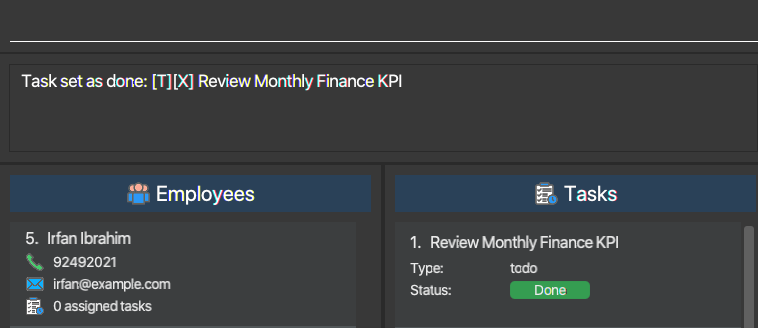 Task set as done: [T][X] Review Monthly Finance KPI
Employees
5. Irfan Ibrahim
92492021
irfan@example.com
0 assigned tasks
Tasks
1. Review Monthly Finance KPI
Type: todo
Status: Done